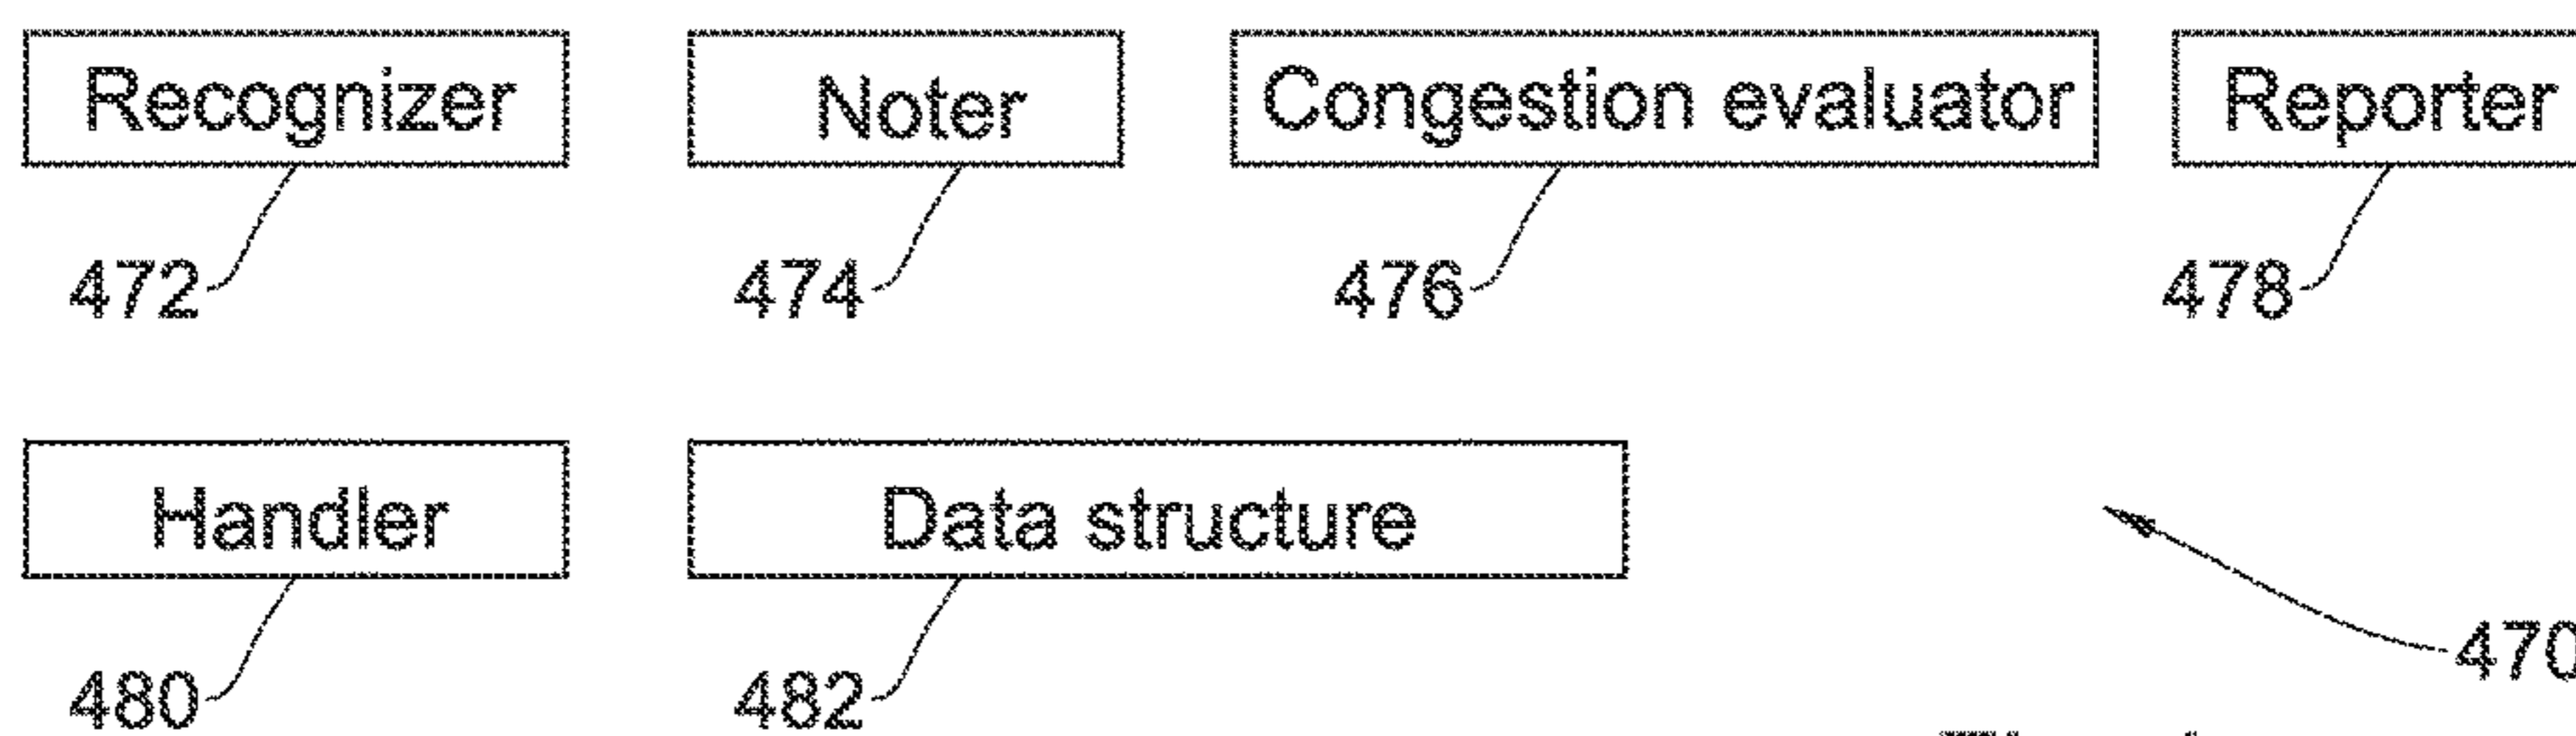 Recognizer Noter Congestion evaluator Reporter
472 474 476 478
Handler Data structure
470
480 482